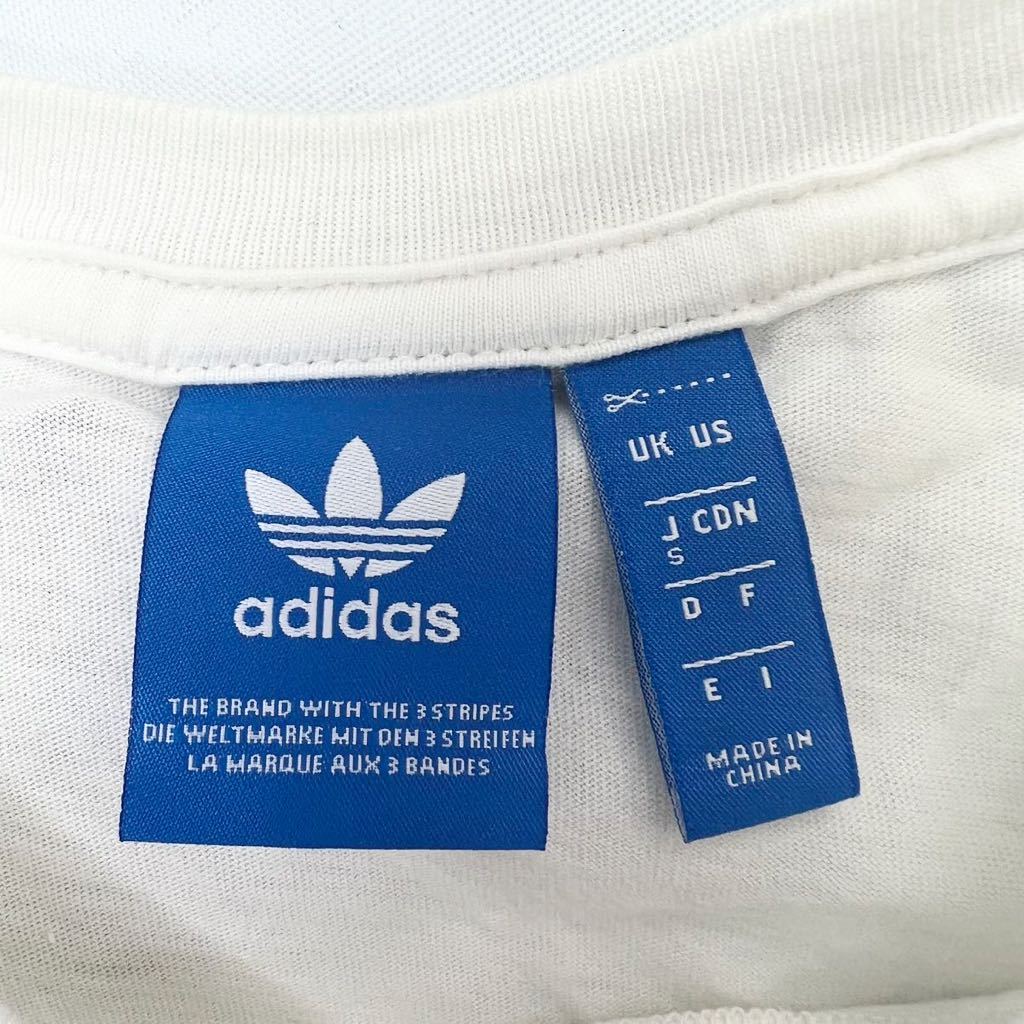 adidas
THE BRAND WITH THE 3 STRIPES
DIE WELTMARKE MIT DEN 3 STREIFEN
LA MARQUE AUX 3 BANDES
UK US
J CDN
S
D F
E I
MADE IN
CHINA